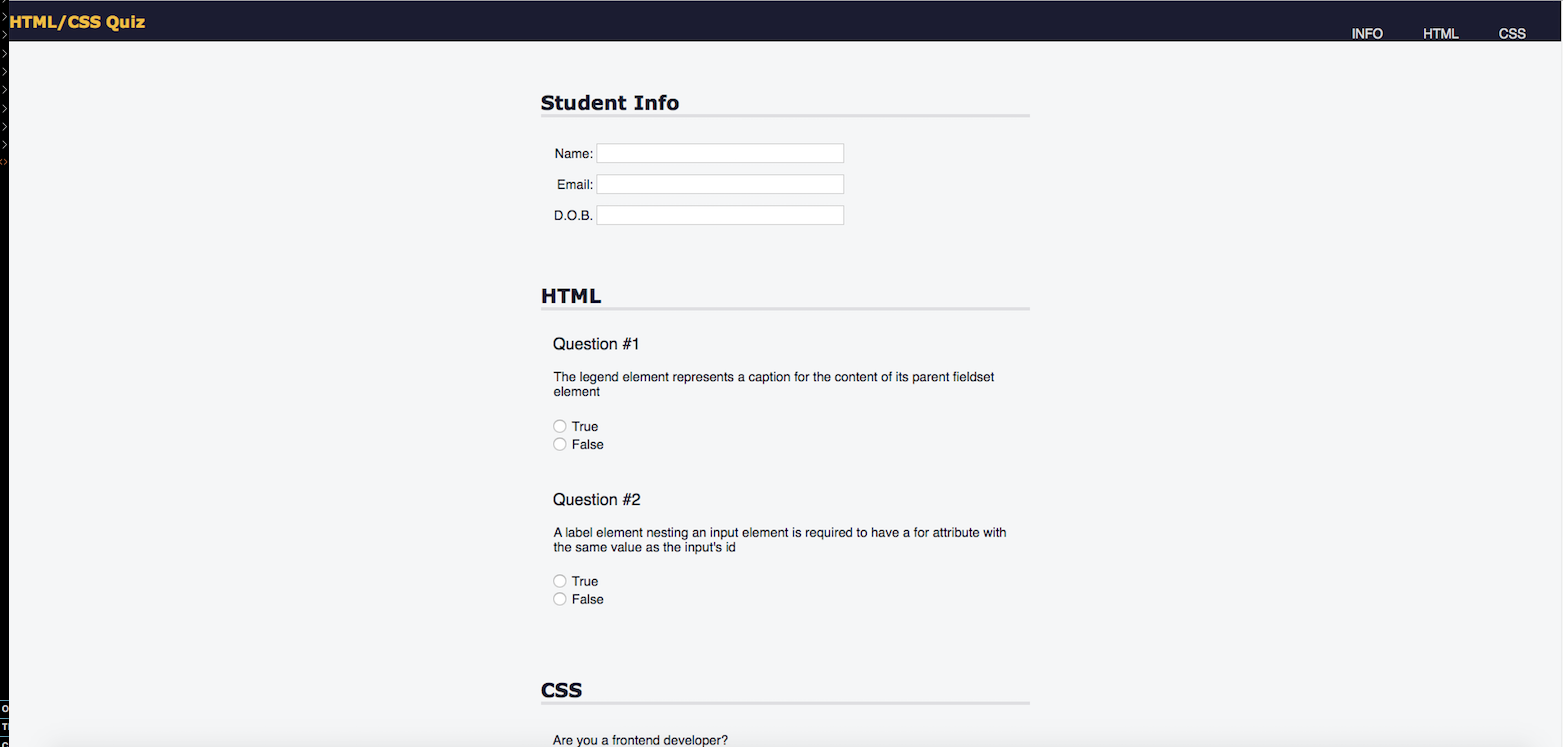 HTML/CSS Quiz
INFO HTML CSS
Student Info
Name:
Email:
D.O.B.
HTML
Question #1
The legend element represents a caption for the content of its parent fieldset
element
True
False
Question #2
A label element nesting an input element is required to have a for attribute with
the same value as the input's id
True
False
CSS
Are you a frontend developer?